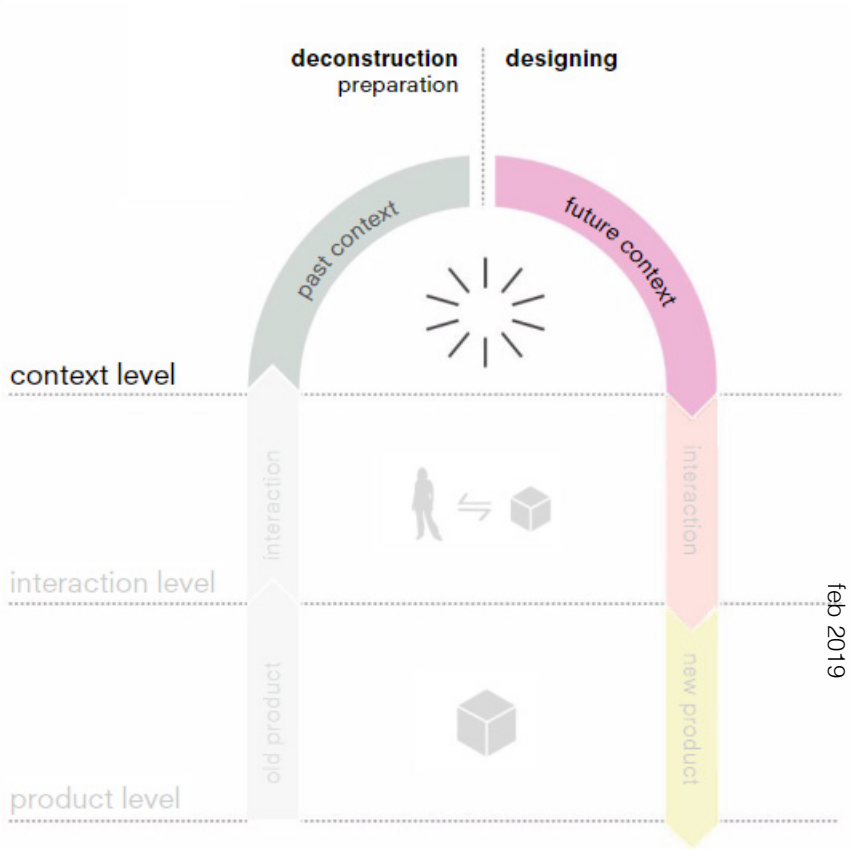 deconstruction
preparation
designing
past context
future context
context level
interaction
interaction
interaction level
feb 2019
old product
new product
product level